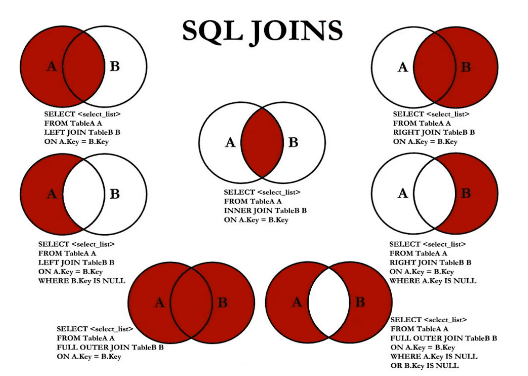 SQL JOINS
A B
SELECT <select_list>
FROM TableA A
LEFT JOIN TableB B
ON A.Key = B.Key
A B
SELECT <select_list>
FROM TableA A
RIGHT JOIN TableB B
ON A.Key = B.Key
A B
SELECT <select_list>
FROM TableA A
INNER JOIN TableB B
ON A.Key = B.Key
A B
SELECT <select_list>
FROM TableA A
LEFT JOIN TableB B
ON A.Key = B.Key
WHERE B.Key IS NULL
A B
SELECT <select_list>
FROM TableA A
RIGHT JOIN TableB B
ON A.Key = B.Key
WHERE A.Key IS NULL
A B
SELECT <select_list>
FROM TableA A
FULL OUTER JOIN TableB B
ON A.Key = B.Key
A B
SELECT <select_list>
FROM TableA A
FULL OUTER JOIN TableB B
ON A.Key = B.Key
WHERE A.Key IS NULL
OR B.Key IS NULL